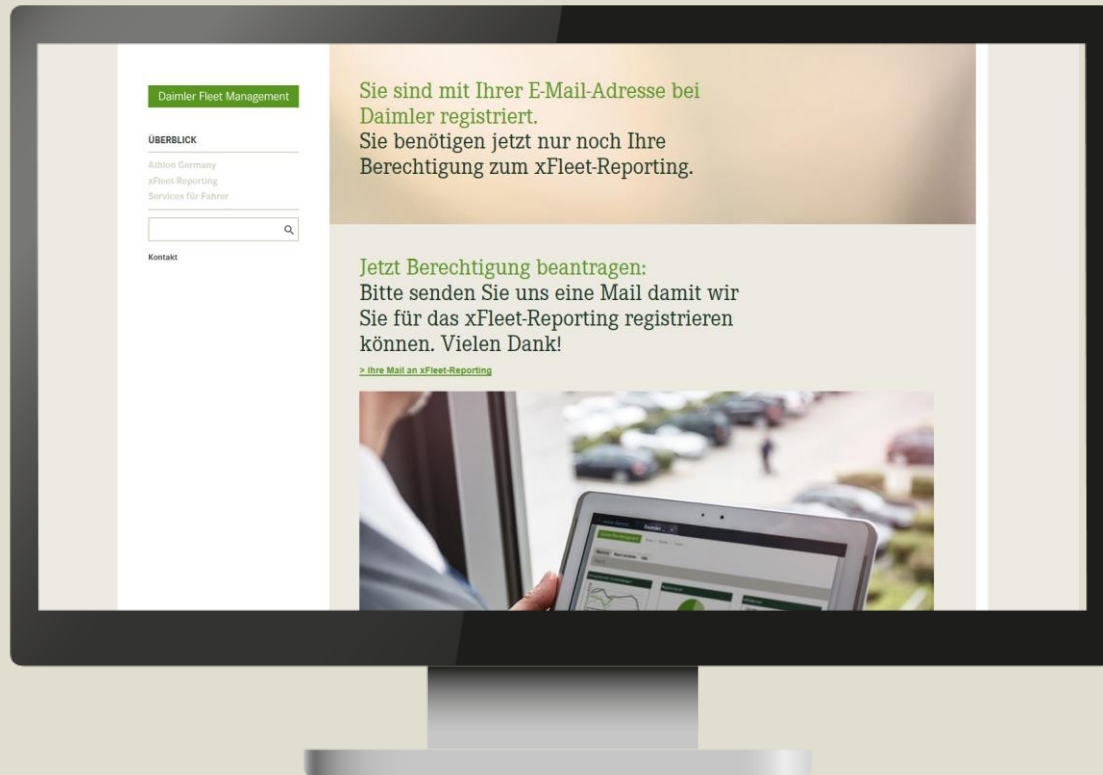 Daimler Fleet Management
ÜBERBLICK
Athlon Germany
xFleet-Reporting
Services für Fahrer
Kontakt
Sie sind mit Ihrer E-Mail-Adresse bei
Daimler registriert.
Sie benötigen jetzt nur noch Ihre
Berechtigung zum xFleet-Reporting.
Jetzt Berechtigung beantragen:
Bitte senden Sie uns eine Mail damit wir
Sie für das xFleet-Reporting registrieren
können. Vielen Dank!
> Ihre Mail an xFleet-Reporting